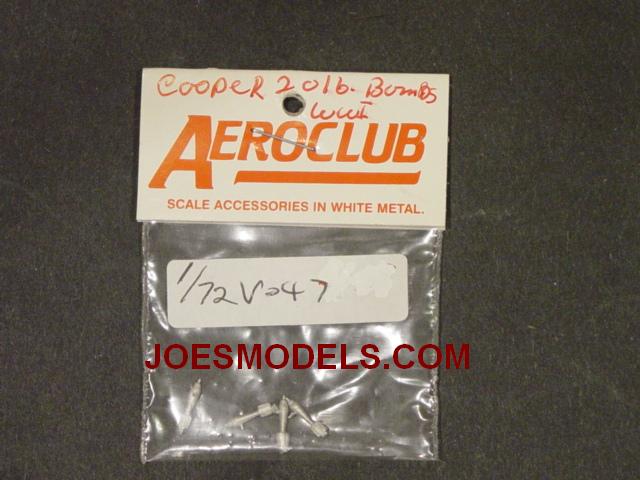 COOPER 20lb. Bombs
WWI
AEROCLUB
SCALE ACCESSORIES IN WHITE METAL.
1/72 V047
JOESMODELS.COM